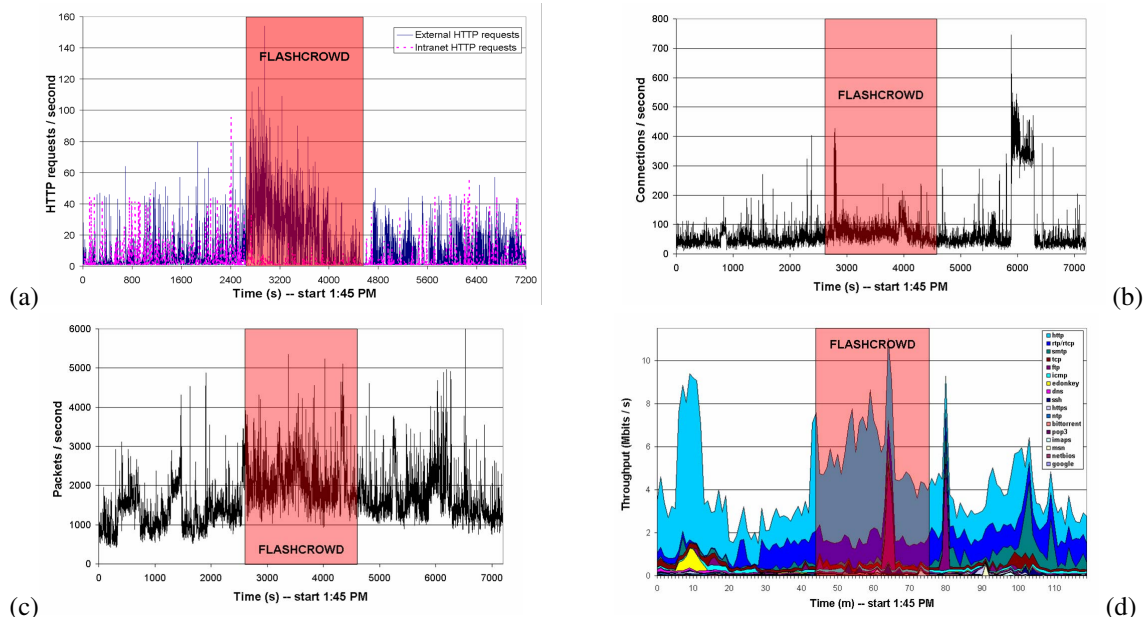 160
140
120
100
80
60
40
20
0
HTTP requests / second
FLASHCROWD
External HTTP requests
Intranet HTTP requests
0 800 1600 2400 3200 4000 4800 5600 6400 7200
Time (s) -- start 1:45 PM
(a)
800
700
600
500
400
300
200
100
0
Connections / second
FLASHCROWD
0 1000 2000 3000 4000 5000 6000 7000
Time (s) -- start 1:45 PM
(b)
6000
5000
4000
3000
2000
1000
0
Packets / second
FLASHCROWD
0 1000 2000 3000 4000 5000 6000 7000
Time (s) -- start 1:45 PM
(c)
10
8
6
4
2
0
Throughput (Mbits / s)
FLASHCROWD
http
rtp/rtcp
smtp
tcp
ftp
icmp
edonkey
dns
ssh
https
ntp
bittorrent
pop3
imaps
msn
netbios
google
0 10 20 30 40 50 60 70 80 90 100 110
Time (m) -- start 1:45 PM
(d)